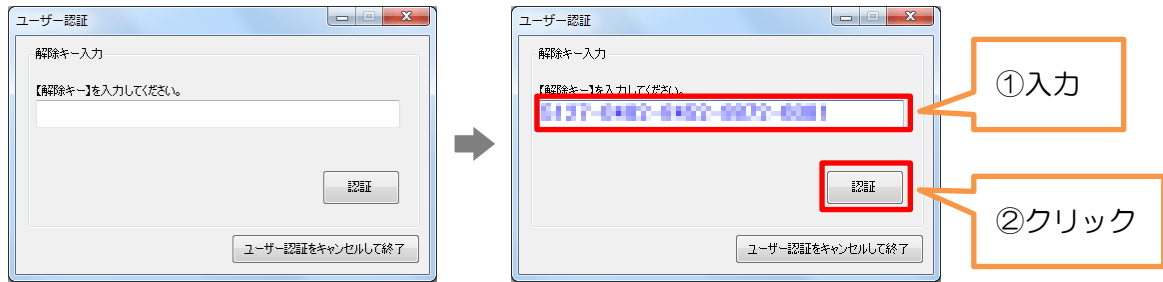 ユーザー認証
解除キー入力
【解除キー】を入力してください。
認証
ユーザー認証をキャンセルして終了
ユーザー認証
解除キー入力
【解除キー】を入力してください。
認証
ユーザー認証をキャンセルして終了
①入力
②クリック